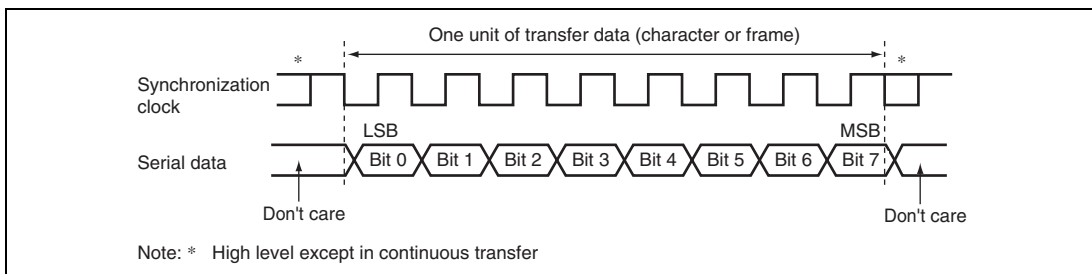 One unit of transfer data (character or frame)
* *
Synchronization
clock
LSB MSB
Serial data Bit 0 Bit 1 Bit 2 Bit 3 Bit 4 Bit 5 Bit 6 Bit 7
Don't care Don't care
Note: * High level except in continuous transfer